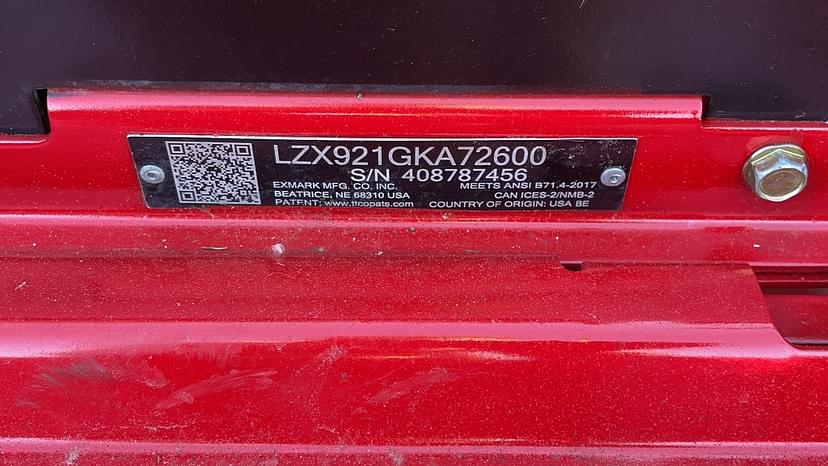 LZX921GKA72600
S/N 408787456
EXMARK MFG. CO. INC. MEETS ANSI B71.4-2017
BEATRICE, NE 68310 USA CAN ICES-2/NMB-2
PATENT: www.ttcopats.com COUNTRY OF ORIGIN: USA BE